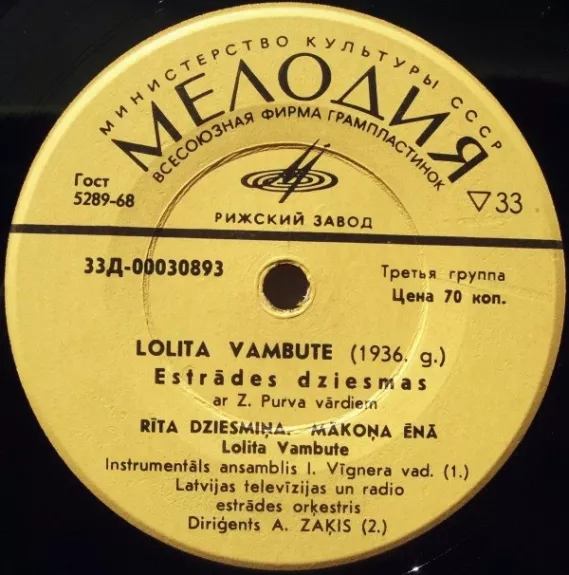 МИНИСТЕРСТВО КУЛЬТУРЫ СССР
МЕЛОДИЯ
ВСЕСОЮЗНАЯ ФИРМА ГРАМПЛАСТИНОК
Гост
5289-68
▽33
РИЖСКИЙ ЗАВОД
33Д-00030893
Третья группа
Цена 70 коп.
LOLITA VAMBUTE (1936. g.)
Estrādes dziesmas
ar Z. Purva vārdiem
RĪTA DZIESMIŅA. MĀKOŅA ĒNĀ
Lolita Vambute
Instrumentāls ansamblis I. Vīgnera vad. (1.)
Latvijas televīzijas un radio
estrādes orķestris
Diriģents A. ZAĶIS (2.)